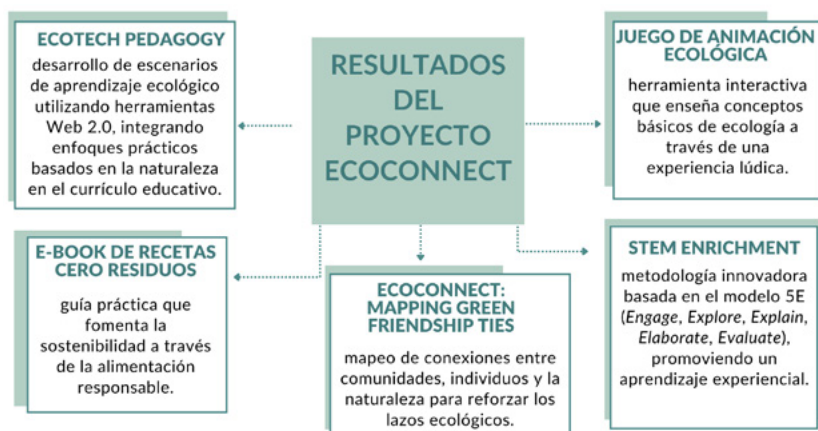 ECOTECH PEDAGOGY
desarrollo de escenarios
de aprendizaje ecológico
utilizando herramientas
Web 2.0, integrando
enfoques prácticos
basados en la naturaleza
en el currículo educativo.
RESULTADOS
DEL
PROYECTO
ECOCONNECT
JUEGO DE ANIMACIÓN
ECOLÓGICA
herramienta interactiva
que enseña conceptos
básicos de ecología a
través de una
experiencia lúdica.
E-BOOK DE RECETAS
CERO RESIDUOS
guía práctica que
fomenta la
sostenibilidad a través
de la alimentación
responsable.
ECOCONNECT:
MAPPING GREEN
FRIENDSHIP TIES
mapeo de conexiones entre
comunidades, individuos y la
naturaleza para reforzar los
lazos ecológicos.
STEM ENRICHMENT
metodología innovadora
basada en el modelo 5E
(Engage, Explore, Explain,
Elaborate, Evaluate),
promoviendo un
aprendizaje experiencial.